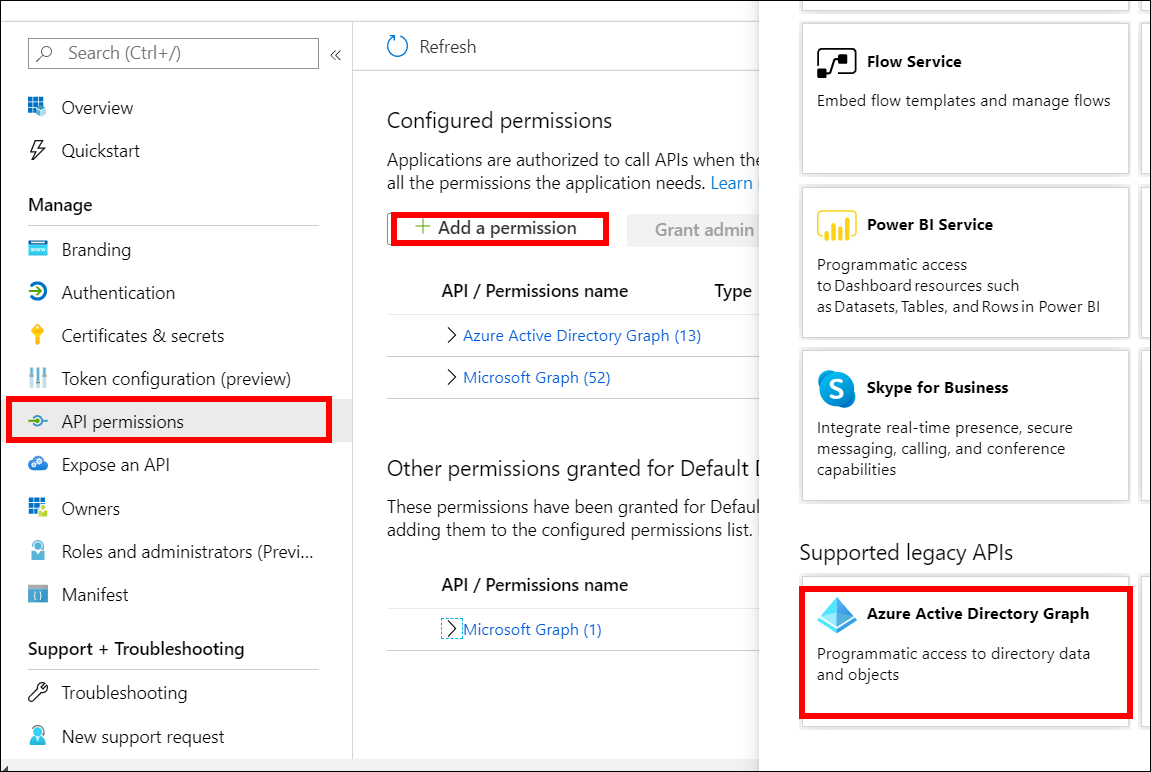 Search (Ctrl+/)
«
Overview
Quickstart
Manage
Branding
Authentication
Certificates & secrets
Token configuration (preview)
API permissions
Expose an API
Owners
Roles and administrators (Previ...
Manifest
Support + Troubleshooting
Troubleshooting
New support request
Refresh
Configured permissions
Applications are authorized to call APIs when the
all the permissions the application needs. Learn
+ Add a permission
Grant admin
API / Permissions name Type
Azure Active Directory Graph (13)
Microsoft Graph (52)
Other permissions granted for Default D
These permissions have been granted for Defaul
adding them to the configured permissions list.
API / Permissions name
Microsoft Graph (1)
Flow Service
Embed flow templates and manage flows
Power BI Service
Programmatic access
to Dashboard resources such
as Datasets, Tables, and Rows in Power BI
Skype for Business
Integrate real-time presence, secure
messaging, calling, and conference
capabilities
Supported legacy APIs
Azure Active Directory Graph
Programmatic access to directory data
and objects